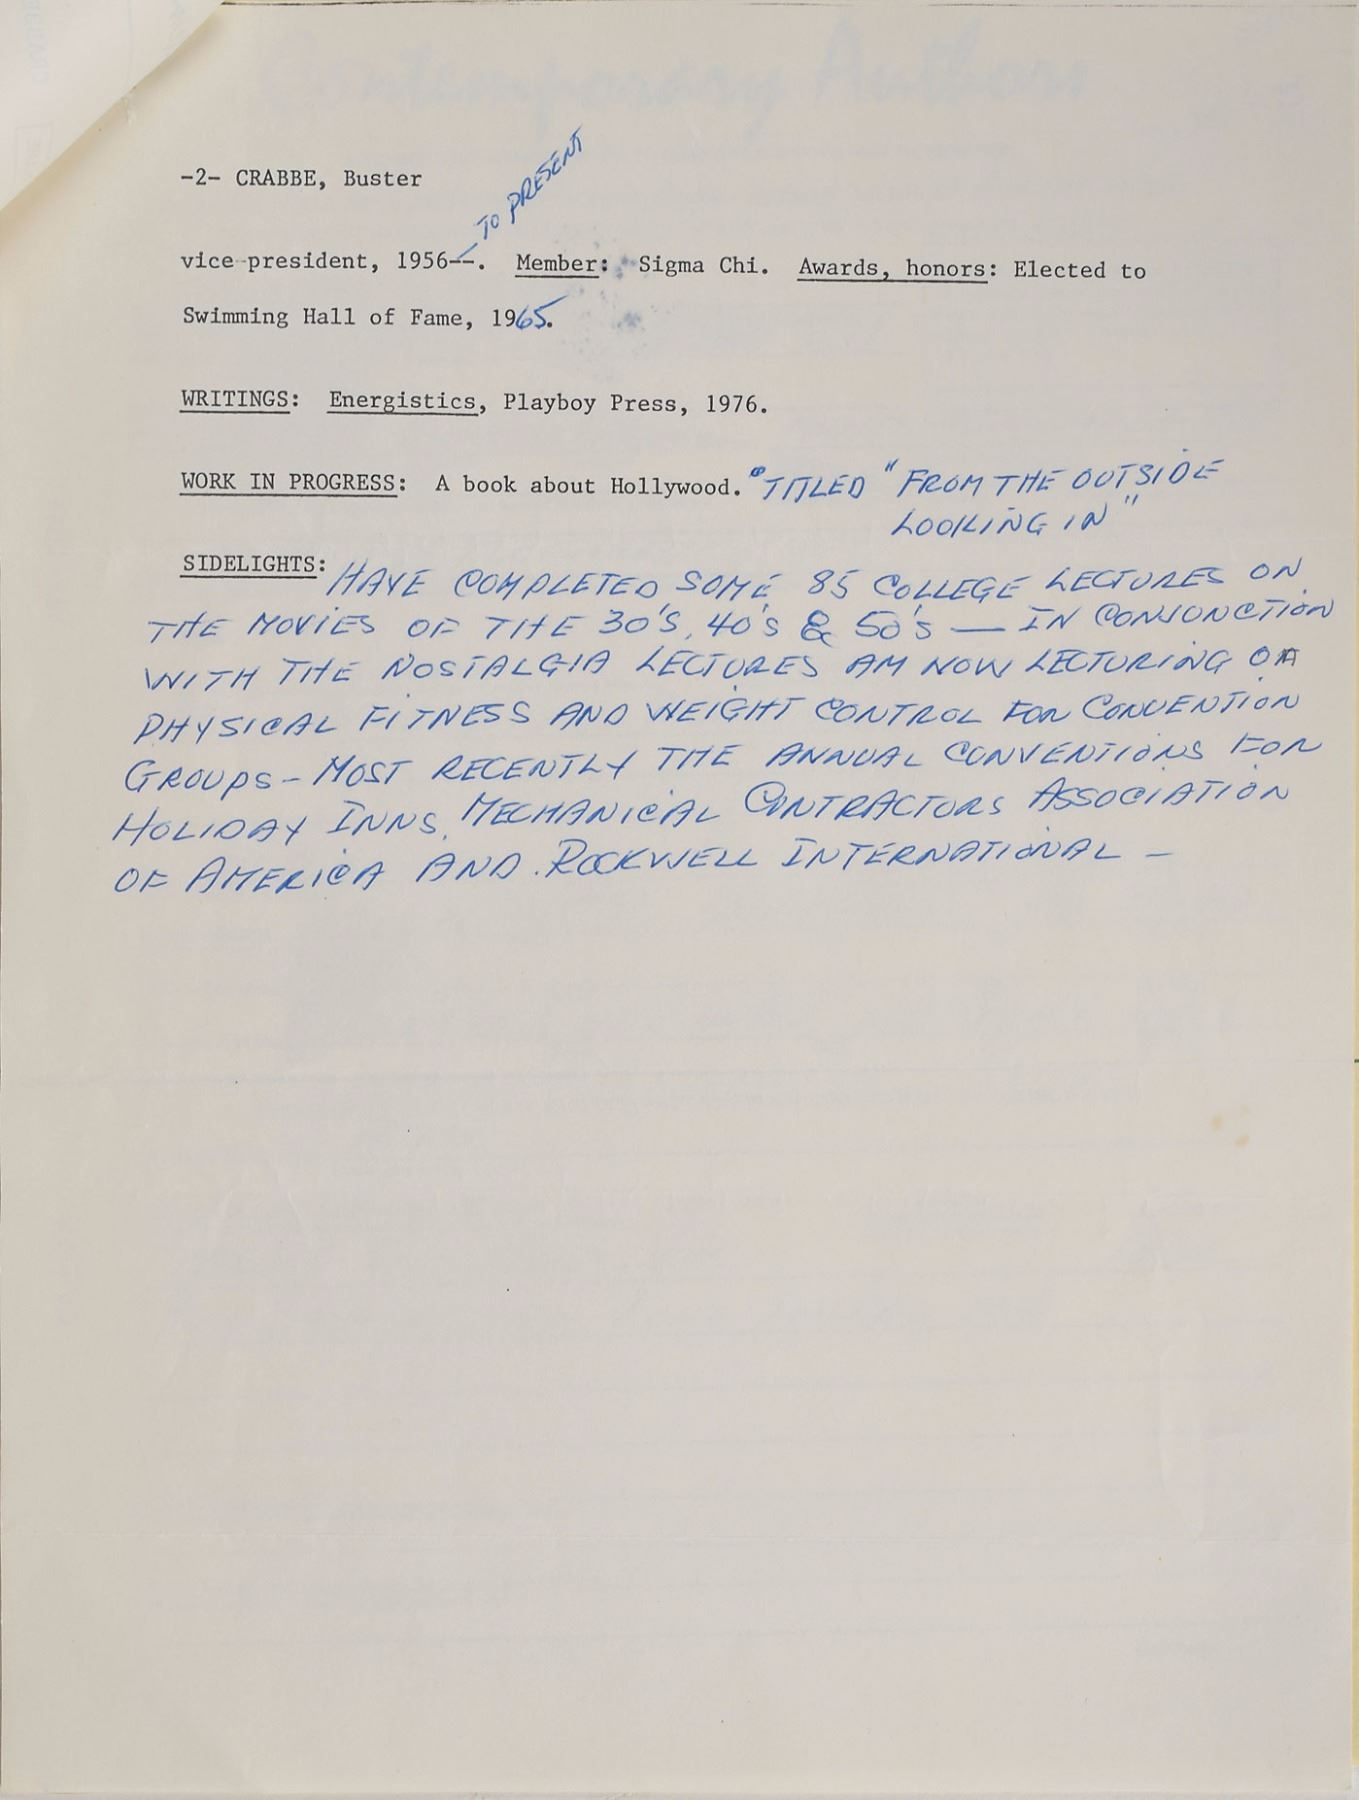 -2- CRABBE, Buster
TO PRESENT
vice-president, 1956--. Member: Sigma Chi. Awards, honors: Elected to
Swimming Hall of Fame, 1965.
WRITINGS: Energistics, Playboy Press, 1976.
WORK IN PROGRESS: A book about Hollywood. TITLED "FROM THE OUTSIDE
LOOKING IN"
SIDELIGHTS: HAVE COMPLETED SOME 85 COLLEGE LECTURES ON
THE MOVIES OF THE 30'S, 40'S & 50'S — IN CONJUNCTION
WITH THE NOSTALGIA LECTURES AM NOW LECTURING ON
PHYSICAL FITNESS AND WEIGHT CONTROL FOR CONVENTION
GROUPS - MOST RECENTLY THE ANNUAL CONVENTIONS FOR
HOLIDAY INNS, MECHANICAL CONTRACTORS ASSOCIATION
OF AMERICA AND ROCKWELL INTERNATIONAL -
Contemporary Authors